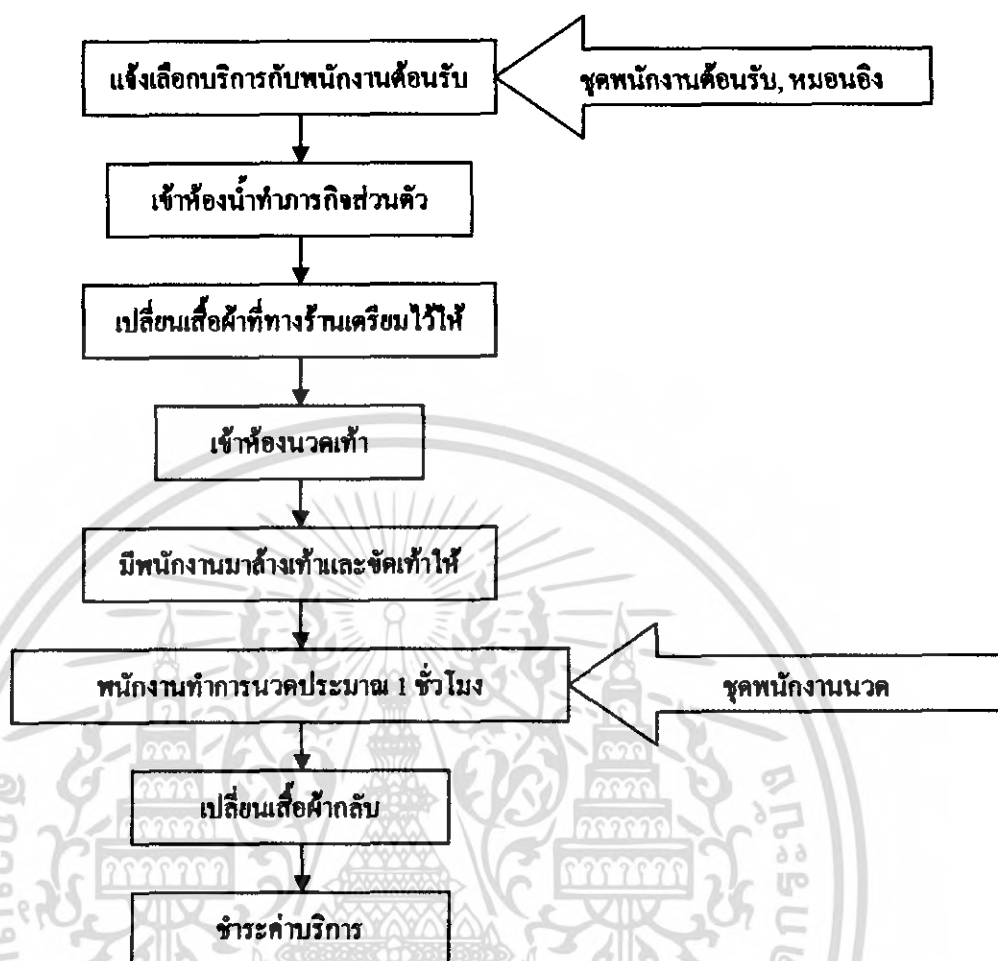 แจ้งเลือกบริการกับพนักงานต้อนรับ
ชุดพนักงานต้อนรับ, หมอนอิง
เข้าห้องน้ำทำภารกิจส่วนตัว
เปลี่ยนเสื้อผ้าที่ทางร้านเตรียมไว้ให้
เข้าห้องนวดเท้า
มีพนักงานมาล้างเท้าและขัดเท้าให้
พนักงานทำการนวดประมาณ 1 ชั่วโมง
ชุดพนักงานนวด
เปลี่ยนเสื้อผ้ากลับ
ชำระค่าบริการ